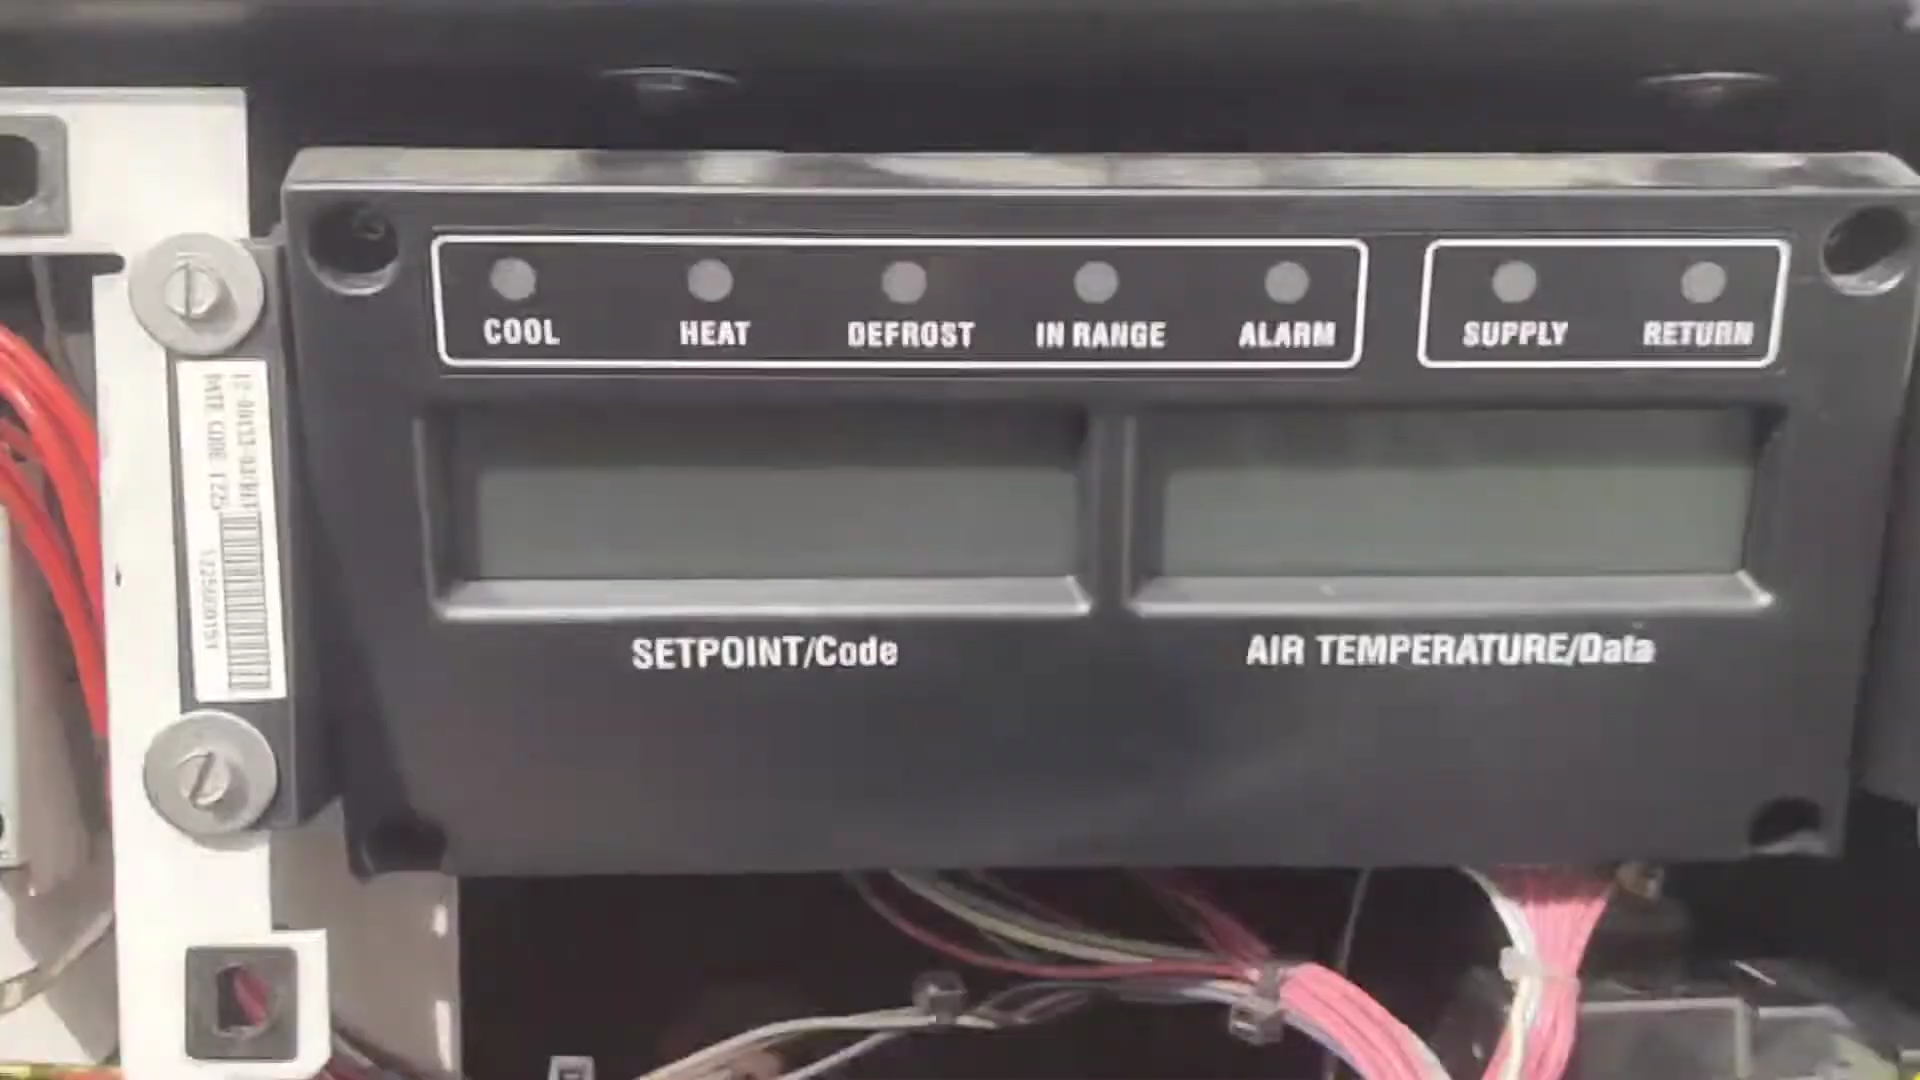 COOL HEAT DEFROST IN RANGE ALARM SUPPLY RETURN
SETPOINT/Code AIR TEMPERATURE/Data
DATE CODE 1225